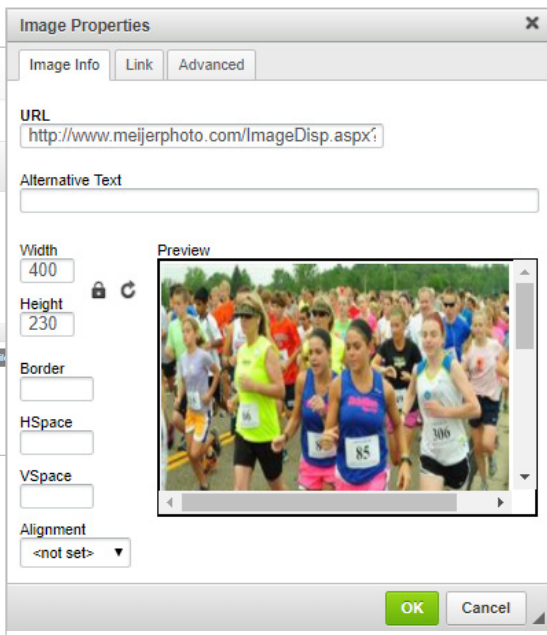 Image Properties
Image Info Link Advanced
URL
http://www.meijerphoto.com/ImageDisp.aspx?
Alternative Text
Width
400
Height
230
Preview
85
306
Border
HSpace
VSpace
Alignment
<not set>
OK Cancel